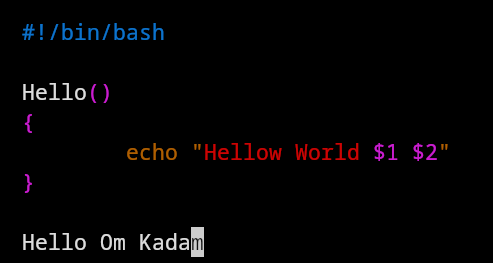 #!/bin/bash
Hello()
{
echo "Hellow World $1 $2"
}
Hello Om Kadam